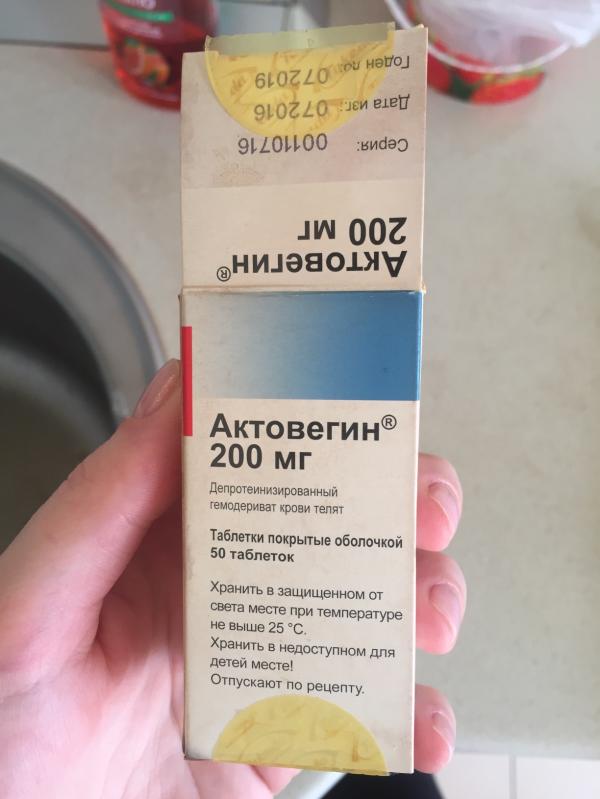 Годен до: 072019
Дата изг.: 072016
Серия: 00110716
Актовегин®
200 мг
Актовегин®
200 мг
Депротеинизированный
гемодериват крови телят
Таблетки покрытые оболочкой
50 таблеток
Хранить в защищенном от
света месте при температуре
не выше 25 °C.
Хранить в недоступном для
детей месте!
Отпускают по рецепту.